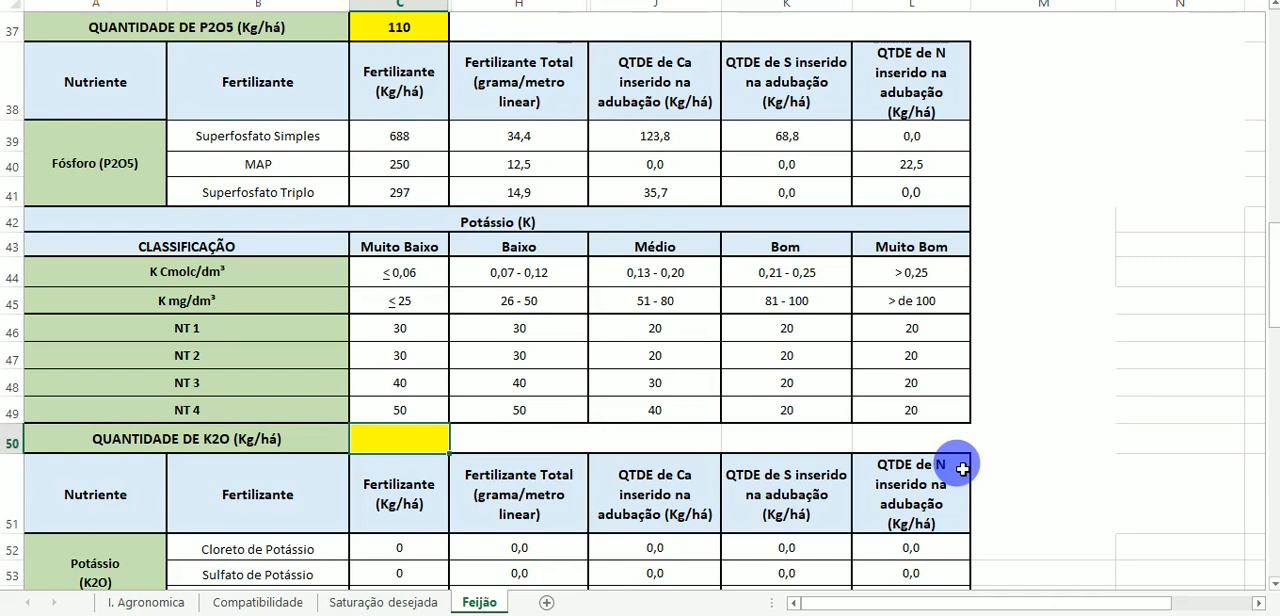 C
H
J
K
L
M
N
37 QUANTIDADE DE P2O5 (Kg/há) 110
Nutriente
Fertilizante
Fertilizante
(Kg/há)
Fertilizante Total
(grama/metro
linear)
QTDE de Ca
inserido na
adubação (Kg/há)
QTDE de S inserido
na adubação
(Kg/há)
QTDE de N
inserido na
adubação
(Kg/há)
38
39 Superfosfato Simples 688 34,4 123,8 68,8 0,0
Fósforo (P2O5)
40 MAP 250 12,5 0,0 0,0 22,5
41 Superfosfato Triplo 297 14,9 35,7 0,0 0,0
42 Potássio (K)
43 CLASSIFICAÇÃO Muito Baixo Baixo Médio Bom Muito Bom
44 K Cmolc/dm³ ≤ 0,06 0,07 - 0,12 0,13 - 0,20 0,21 - 0,25 > 0,25
45 K mg/dm³ ≤ 25 26 - 50 51 - 80 81 - 100 > de 100
46 NT 1 30 30 20 20 20
47 NT 2 30 30 20 20 20
48 NT 3 40 40 30 20 20
49 NT 4 50 50 40 20 20
50 QUANTIDADE DE K2O (Kg/há)
Nutriente
Fertilizante
Fertilizante
(Kg/há)
Fertilizante Total
(grama/metro
linear)
QTDE de Ca
inserido na
adubação (Kg/há)
QTDE de S inserido
na adubação
(Kg/há)
QTDE de N
inserido na
adubação
(Kg/há)
51
52 Cloreto de Potássio 0 0,0 0,0 0,0 0,0
Potássio
(K2O)
53 Sulfato de Potássio 0 0,0 0,0 0,0 0,0
I. Agronomica Compatibilidade Saturação desejada Feijão